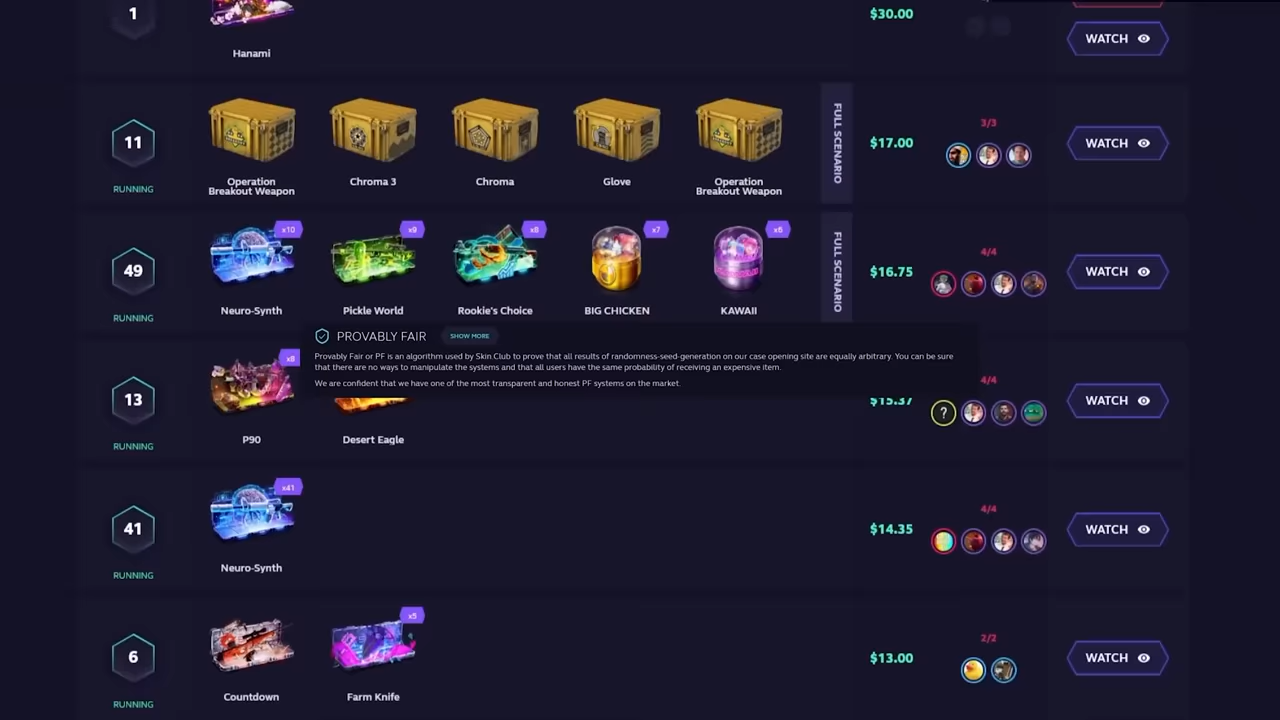 1
$30.00
WATCH
Hanami
11
RUNNING
Operation
Breakout Weapon
Chroma 3
Chroma
Glove
Operation
Breakout Weapon
FULL SCENARIO
$17.00
3/3
WATCH
49
RUNNING
x10
Neuro-Synth
x9
Pickle World
x8
Rookie's Choice
x7
BIG CHICKEN
x6
KAWAII
FULL SCENARIO
$16.75
4/4
WATCH
PROVABLY FAIR
SHOW MORE
Provably Fair or PF is an algorithm used by Skin.Club to prove that all results of randomness-seed-generation on our case opening site are equally arbitrary. You can be sure
that there are no ways to manipulate the systems and that all users have the same probability of receiving an expensive item.
We are confident that we have one of the most transparent and honest PF systems on the market.
13
RUNNING
x8
P90
Desert Eagle
$15.37
4/4
?
WATCH
41
RUNNING
x41
Neuro-Synth
$14.35
4/4
WATCH
6
RUNNING
Countdown
x5
Farm Knife
$13.00
2/2
WATCH